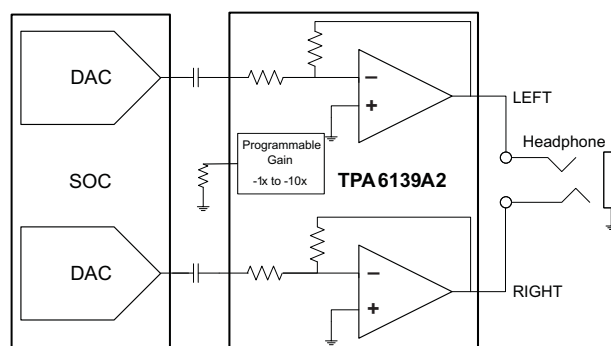 DAC
−
+
LEFT
Headphone
Programmable
Gain
-1x to -10x
TPA6139A2
SOC
DAC
−
+
RIGHT